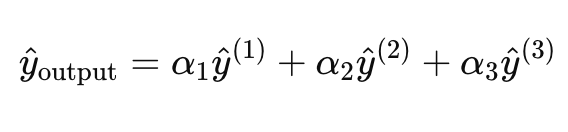 ŷ_output = α₁ŷ⁽¹⁾ + α₂ŷ⁽²⁾ + α₃ŷ⁽³⁾